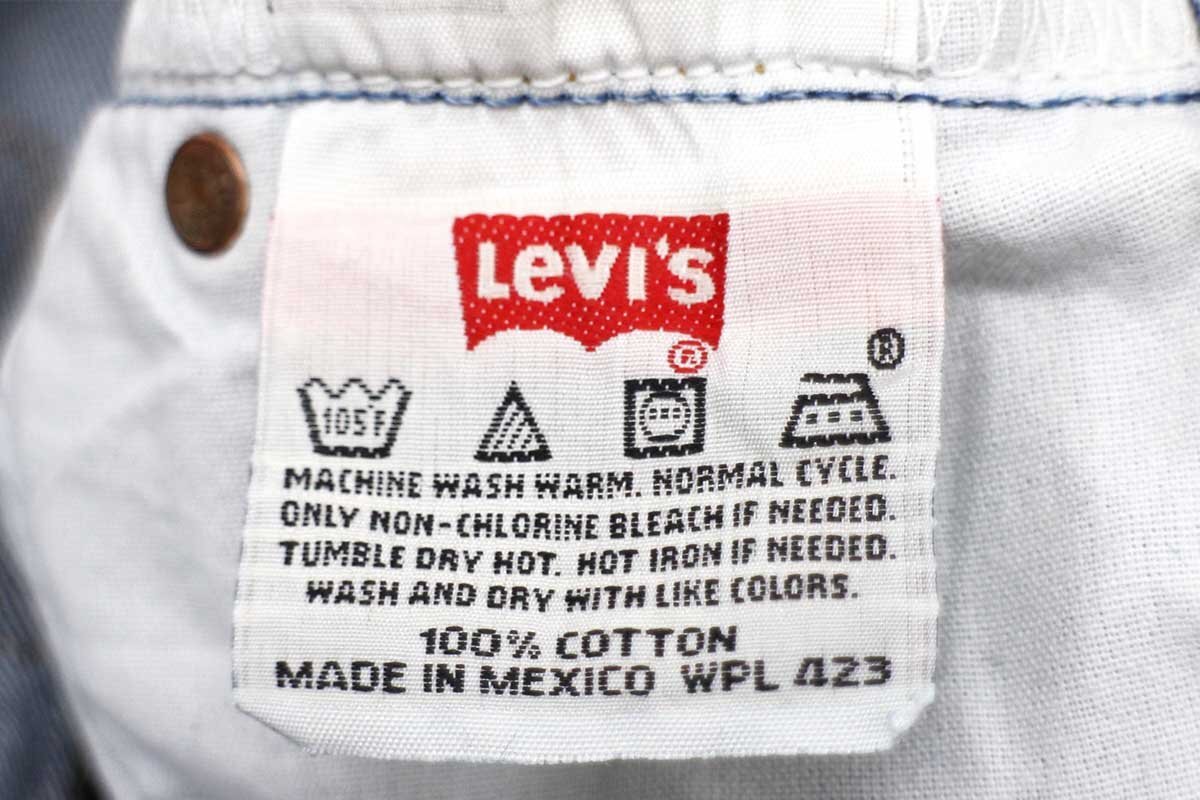 Levi's
®
®
105°F
MACHINE WASH WARM. NORMAL CYCLE.
ONLY NON-CHLORINE BLEACH IF NEEDED.
TUMBLE DRY HOT. HOT IRON IF NEEDED.
WASH AND DRY WITH LIKE COLORS.
100% COTTON
MADE IN MEXICO WPL 423